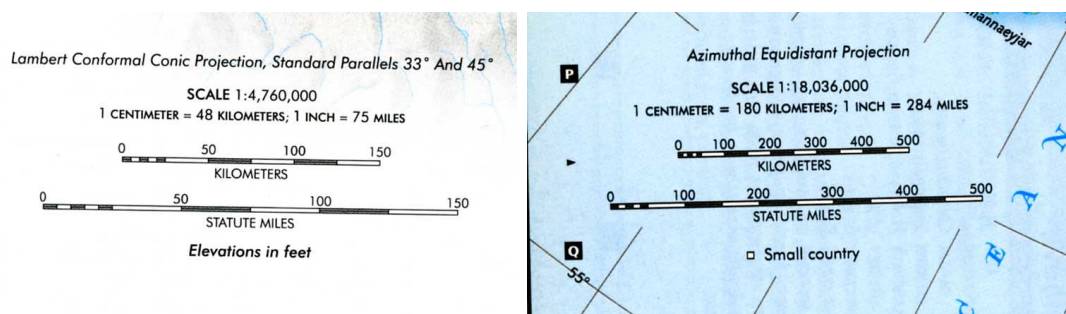 Lambert Conformal Conic Projection, Standard Parallels 33° And 45°
SCALE 1:4,760,000
1 CENTIMETER = 48 KILOMETERS; 1 INCH = 75 MILES
0 50 100 150
KILOMETERS
0 50 100 150
STATUTE MILES
Elevations in feet
P
Azimuthal Equidistant Projection
SCALE 1:18,036,000
1 CENTIMETER = 180 KILOMETERS; 1 INCH = 284 MILES
0 100 200 300 400 500
KILOMETERS
0 100 200 300 400 500
STATUTE MILES
Small country
Q
55°
C E A N